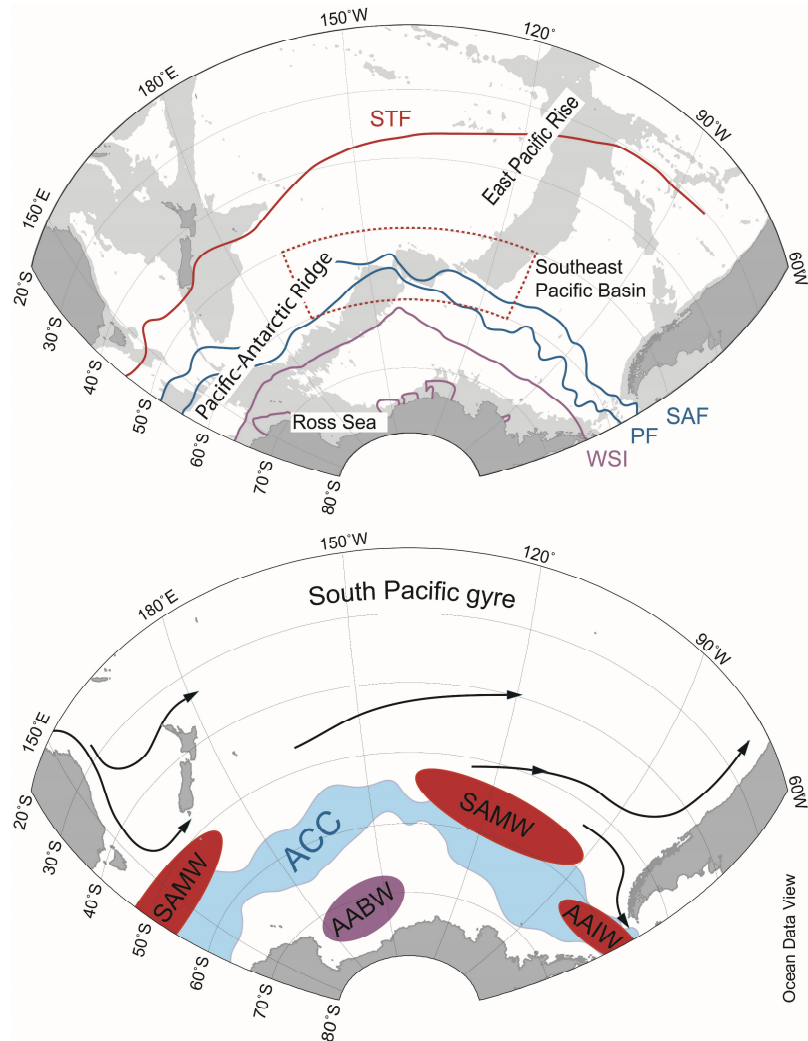 150˚W
120˚
180˚E
90˚W
STF
East Pacific Rise
150˚E
60W
20˚S
Southeast
Pacific Basin
30˚S
Pacific-Antarctic Ridge
40˚S
50˚S
Ross Sea
SAF
60˚S
PF
WSI
70˚S
80˚S
150˚W
120˚
South Pacific gyre
180˚E
90˚W
150˚E
60W
20˚S
SAMW
30˚S
ACC
SAMW
40˚S
AABW
AAIW
50˚S
60˚S
70˚S
80˚S
Ocean Data View